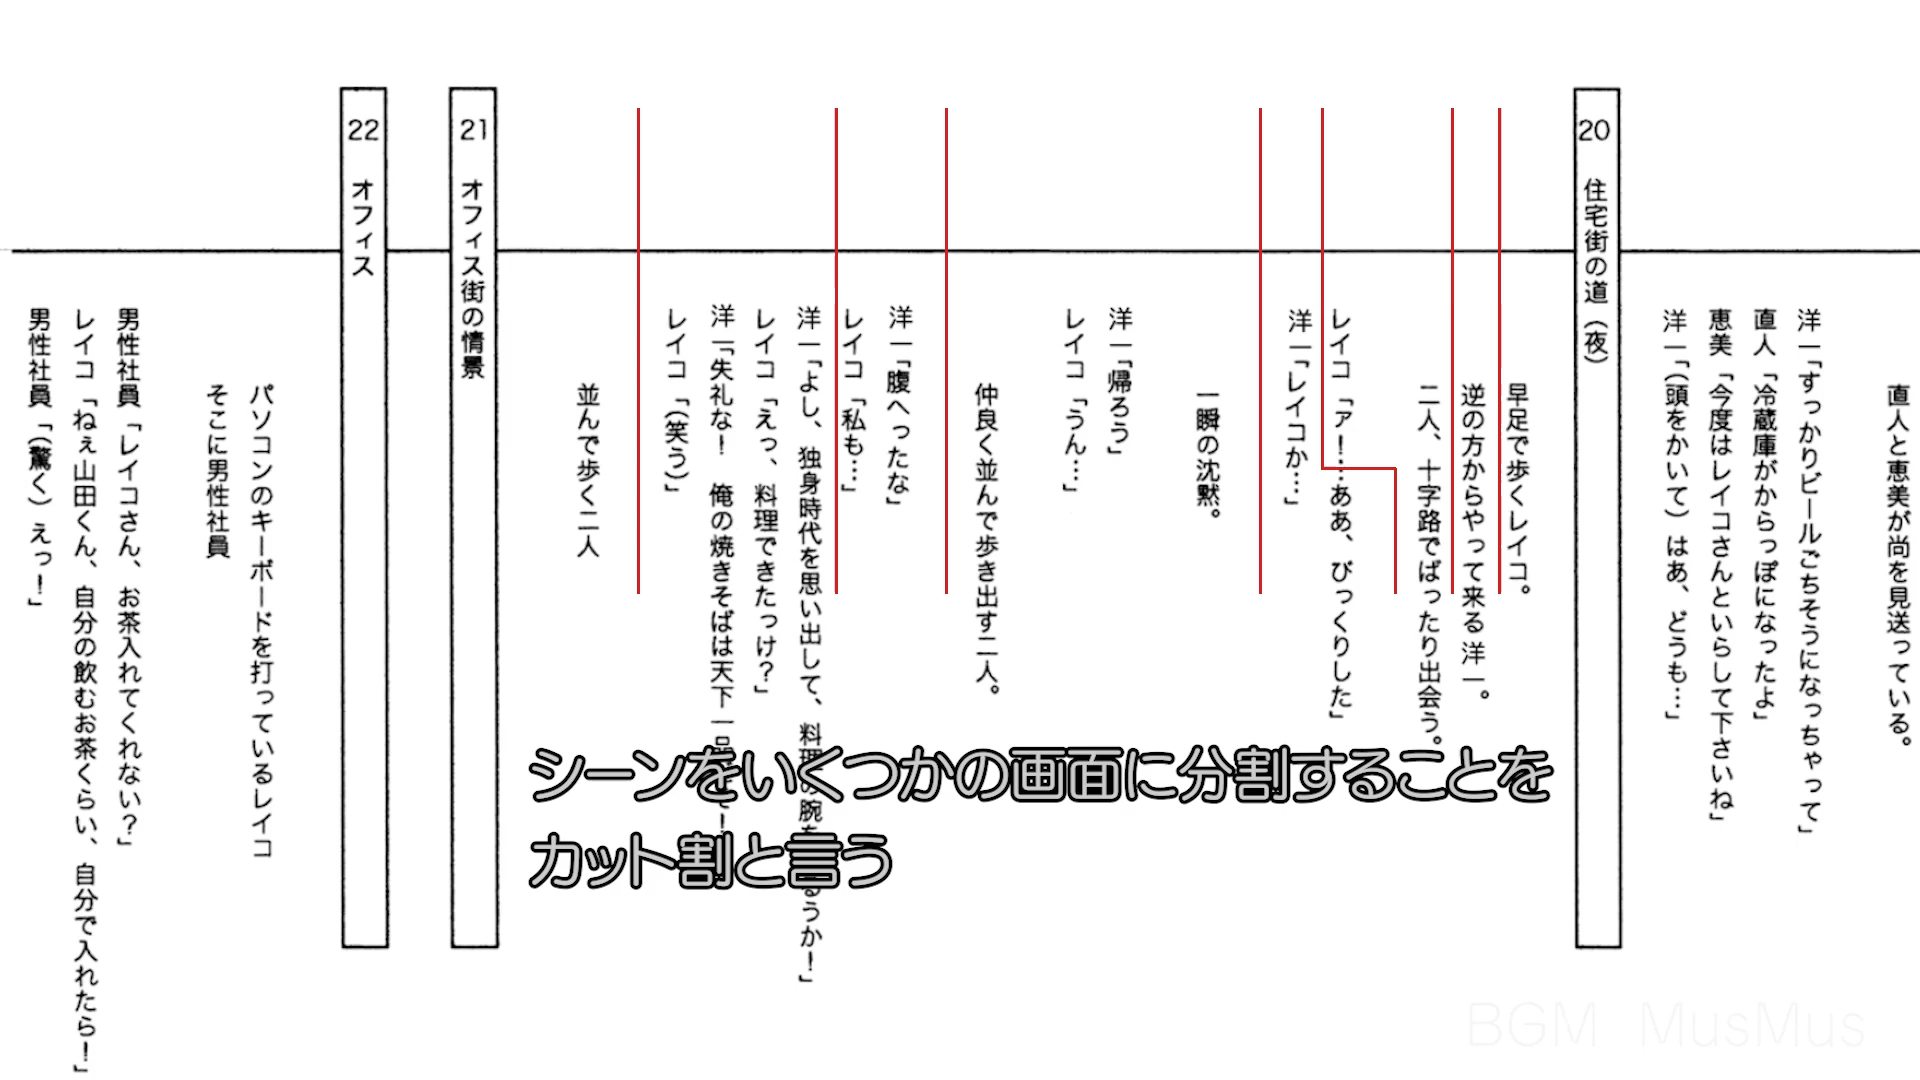 直人と恵美が尚を見送っている。
洋一「すっかりビールごちそうになっちゃって」
直人「冷蔵庫がからっぽになったよ」
恵美「今度はレイコさんといらして下さいね」
洋一「(頭をかいて)はあ、どうも…」
20 住宅街の道(夜)
早足で歩くレイコ。
逆の方からやって来る洋一。
二人、十字路でばったり出会う。
レイコ「ァ!…ああ、びっくりした」
洋一「レイコか…」
一瞬の沈黙。
洋一「帰ろう」
レイコ「うん…」
仲良く並んで歩き出す二人。
洋一「腹へったな」
レイコ「私も…」
洋一「よし、独身時代を思い出して、料理の腕を るうか!」
レイコ「えっ、料理できたっけ?」
洋一「失礼な! 俺の焼きそばは天下一品 !
レイコ「(笑う)」
並んで歩く二人
21 オフィス街の情景
22 オフィス
パソコンのキーボードを打っているレイコ
そこに男性社員
男性社員「レイコさん、お茶入れてくれない?」
レイコ「ねぇ山田くん、自分の飲むお茶くらい、自分で入れたら!」
男性社員「(驚く)えっ!」
シーンをいくつかの画面に分割することを
カット割と言う
BGM MusMus